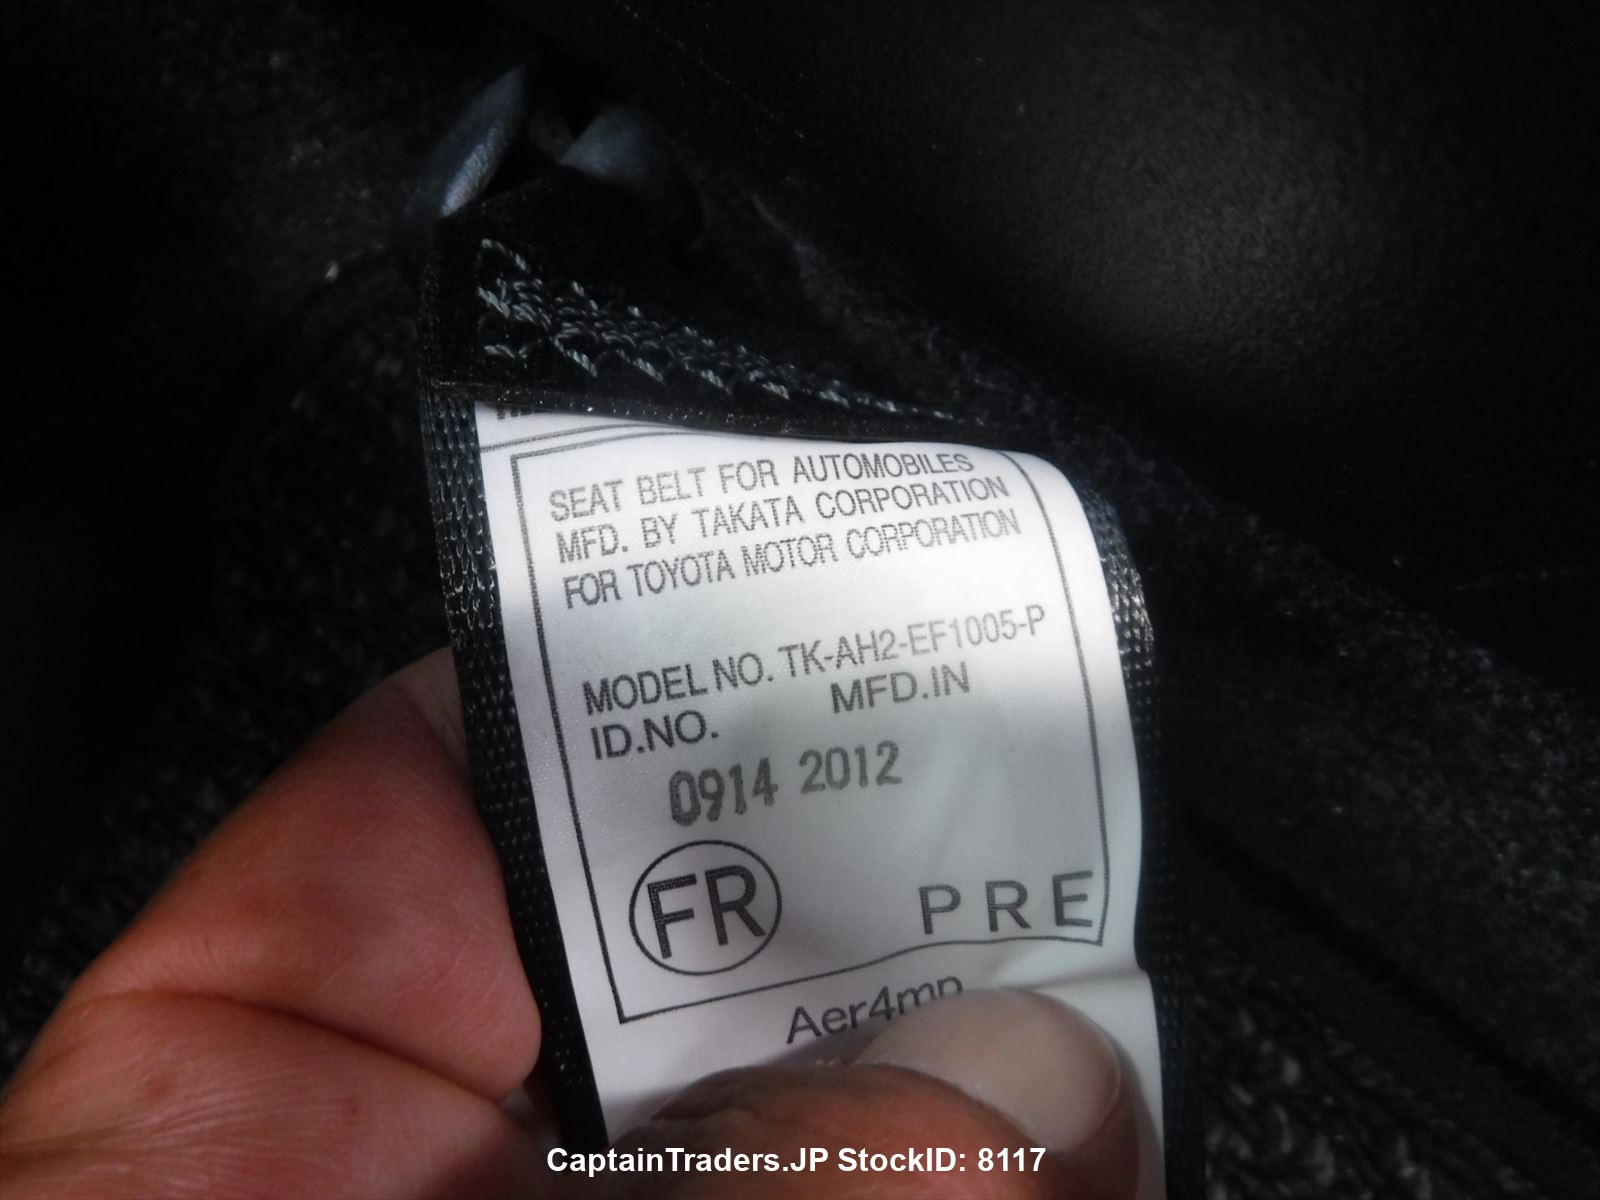 SEAT BELT FOR AUTOMOBILES
MFD. BY TAKATA CORPORATION
FOR TOYOTA MOTOR CORPORATION
MODEL NO. TK-AH2-EF1005-P
ID.NO. MFD.IN
0914 2012
FR PRE
CaptainTraders.JP StockID: 8117